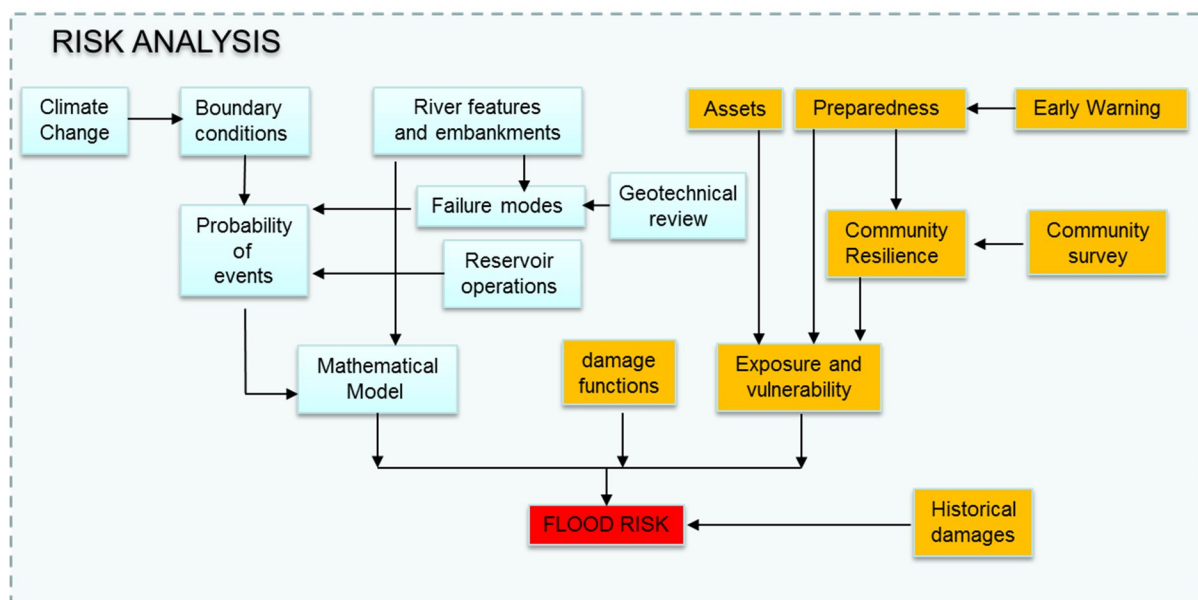 RISK ANALYSIS
Climate
Change
Boundary
conditions
River features
and embankments
Assets
Preparedness
Early Warning
Failure modes
Geotechnical
review
Probability
of
events
Community
Resilience
Community
survey
Reservoir
operations
Mathematical
Model
damage
functions
Exposure and
vulnerability
FLOOD RISK
Historical
damages